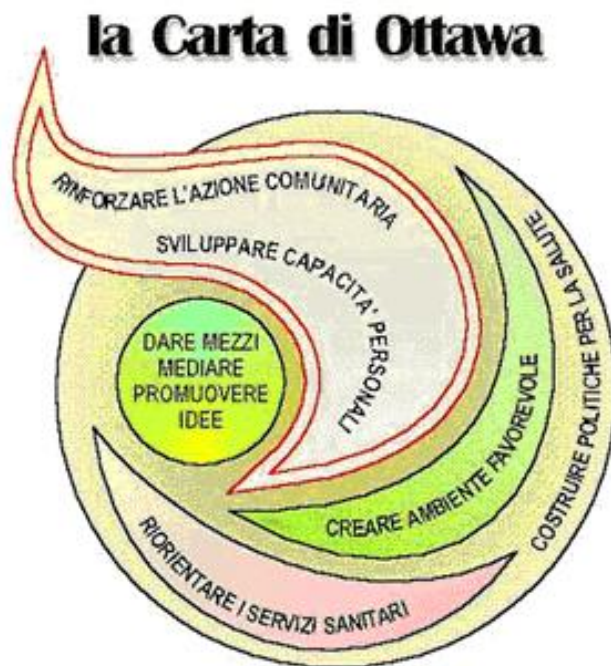 la Carta di Ottawa
RINFORZARE L'AZIONE COMUNITARIA
SVILUPPARE CAPACITA' PERSONALI
DARE MEZZI
MEDIARE
PROMUOVERE
IDEE
CREARE AMBIENTE FAVOREVOLE
COSTRUIRE POLITICHE PER LA SALUTE
RIORIENTARE I SERVIZI SANITARI